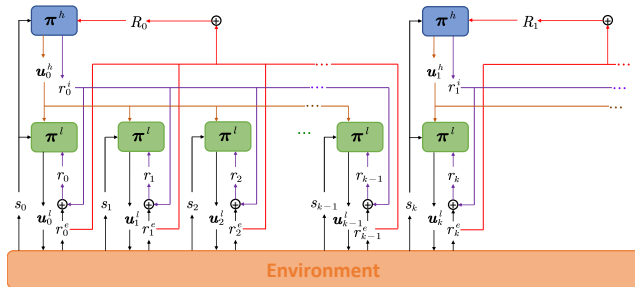 π^h R_0 ⊕ π^h R_1 ⊕
u_0^h r_0^i ... u_1^h r_1^i ...
... ... ...
π^l π^l π^l ... π^l π^l
r_0 r_1 r_2 r_{k-1} r_k
s_0 ⊕ s_1 ⊕ s_2 ⊕ s_{k-1} ⊕ s_k ⊕
u_0^l r_0^e u_1^l r_1^e u_2^l r_2^e u_{k-1}^l r_{k-1}^e u_k^l r_k^e
Environment